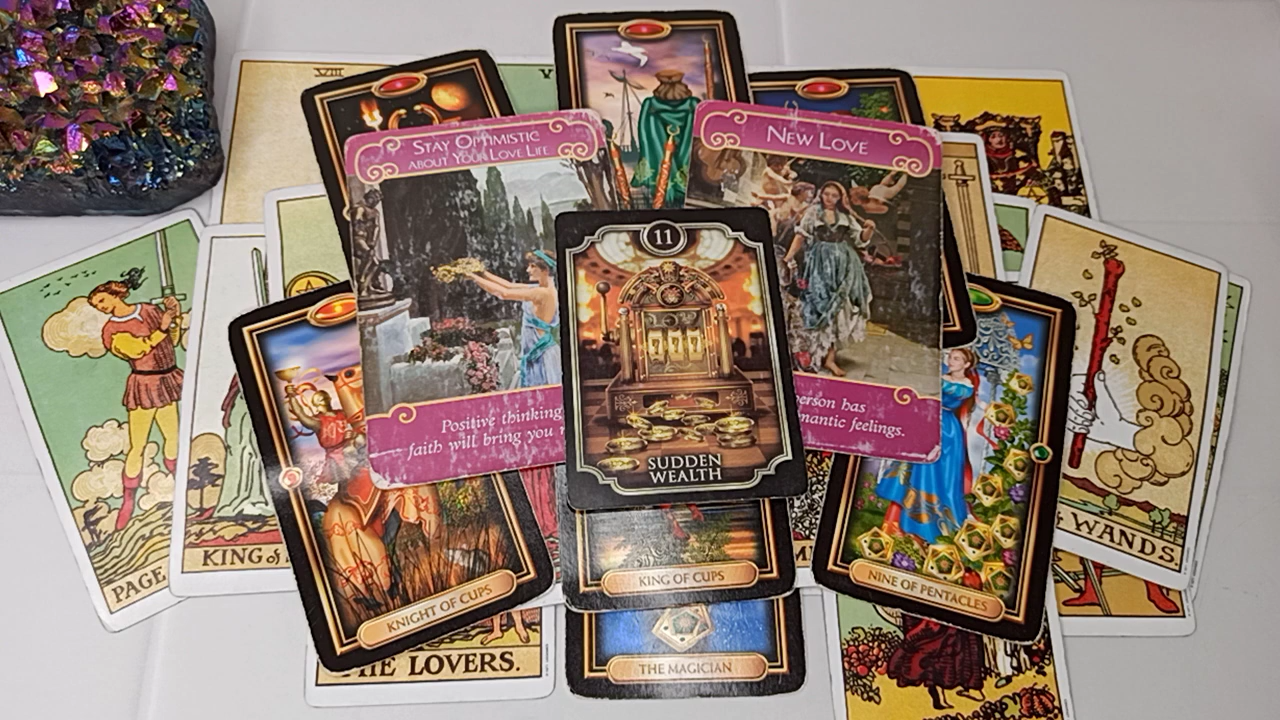 VIII
V
STAY OPTIMISTIC
ABOUT YOUR LOVE LIFE
NEW LOVE
11
777
Positive thinking
faith will bring you
person has
mantic feelings.
SUDDEN
WEALTH
PAGE
KING of
WANDS
KNIGHT OF CUPS
KING OF CUPS
NINE OF PENTACLES
THE LOVERS.
THE MAGICIAN